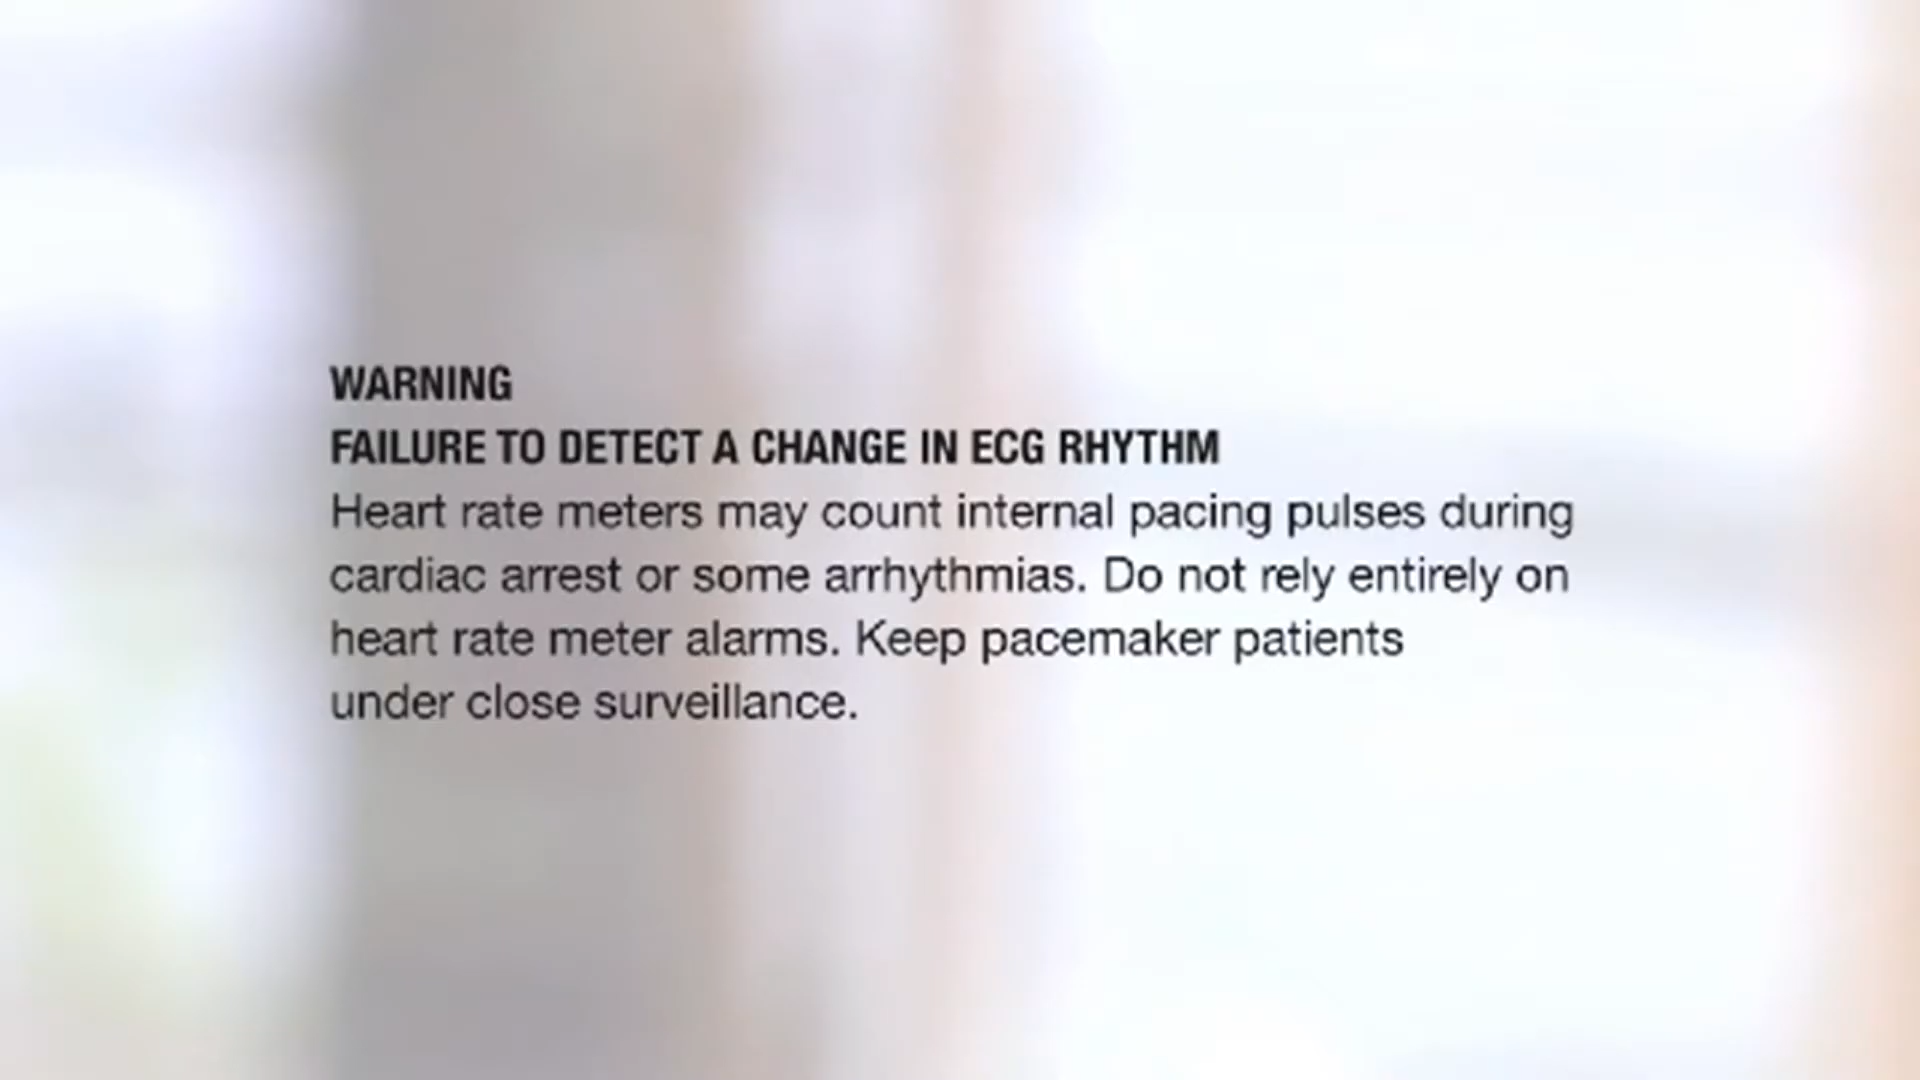 WARNING
FAILURE TO DETECT A CHANGE IN ECG RHYTHM
Heart rate meters may count internal pacing pulses during
cardiac arrest or some arrhythmias. Do not rely entirely on
heart rate meter alarms. Keep pacemaker patients
under close surveillance.